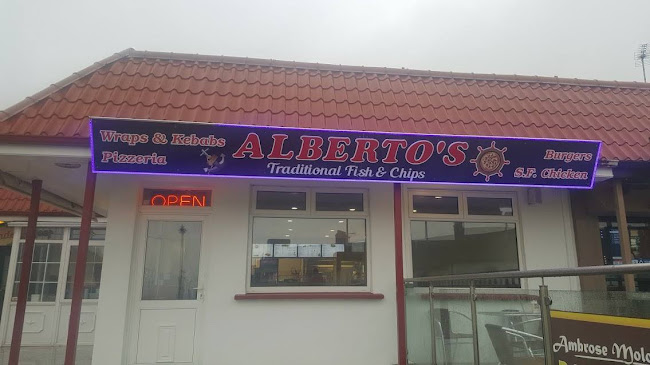 Wraps & Kebabs
Pizzeria
ALBERTO'S
Traditional Fish & Chips
Burgers
S.F. Chicken
OPEN
Ambrose